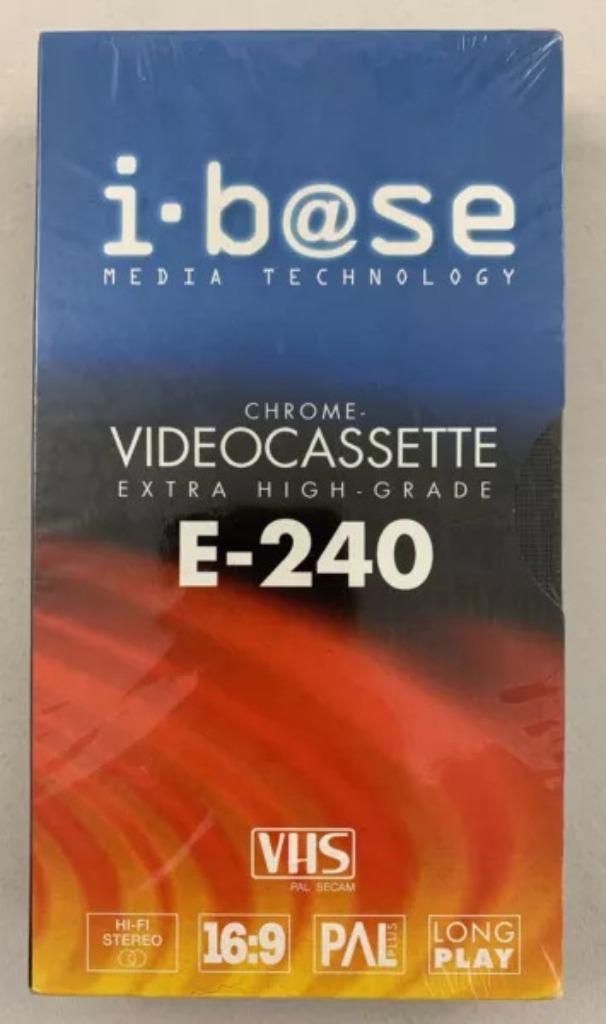 i·b@se
MEDIA TECHNOLOGY
CHROME-
VIDEOCASSETTE
EXTRA HIGH-GRADE
E-240
VHS
PAL SECAM
HI-FI
STEREO
16:9
PAL PLUS
LONG
PLAY